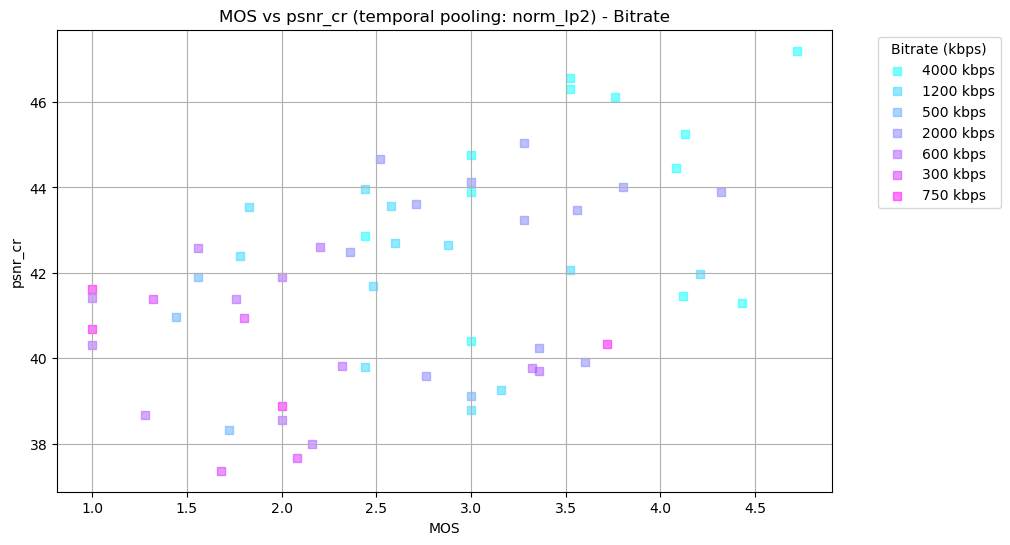 MOS vs psnr_cr (temporal pooling: norm_lp2) - Bitrate
Bitrate (kbps)
4000 kbps
1200 kbps
500 kbps
2000 kbps
600 kbps
300 kbps
750 kbps
psnr_cr
46
44
42
40
38
1.0 1.5 2.0 2.5 3.0 3.5 4.0 4.5
MOS